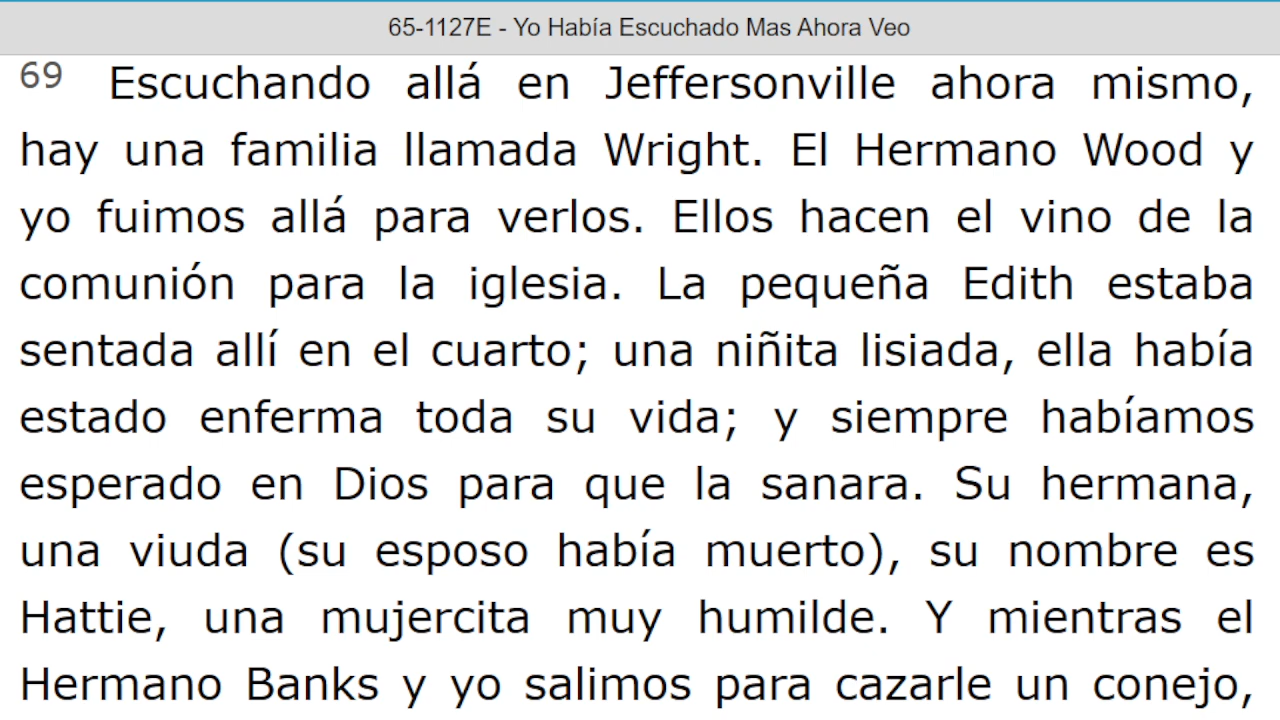 65-1127E - Yo Había Escuchado Mas Ahora Veo
69 Escuchando allá en Jeffersonville ahora mismo,
hay una familia llamada Wright. El Hermano Wood y
yo fuimos allá para verlos. Ellos hacen el vino de la
comunión para la iglesia. La pequeña Edith estaba
sentada allí en el cuarto; una niñita lisiada, ella había
estado enferma toda su vida; y siempre habíamos
esperado en Dios para que la sanara. Su hermana,
una viuda (su esposo había muerto), su nombre es
Hattie, una mujercita muy humilde. Y mientras el
Hermano Banks y yo salimos para cazarle un conejo,